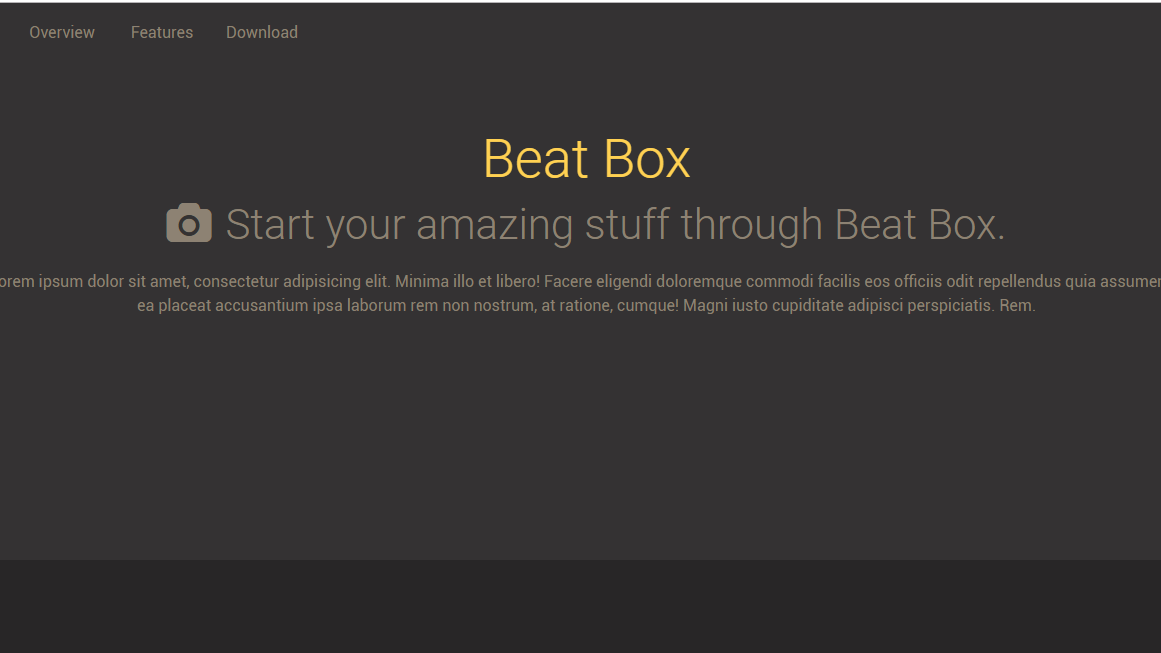 Overview Features Download
Beat Box
Start your amazing stuff through Beat Box.
ipsum dolor sit amet, consectetur adipisicing elit. Minima illo et libero! Facere eligendi doloremque commodi facilis eos officiis odit repellendus quia
ea placeat accusantium ipsa laborum rem non nostrum, at ratione, cumque! Magni iusto cupiditate adipisci perspiciatis. Rem.